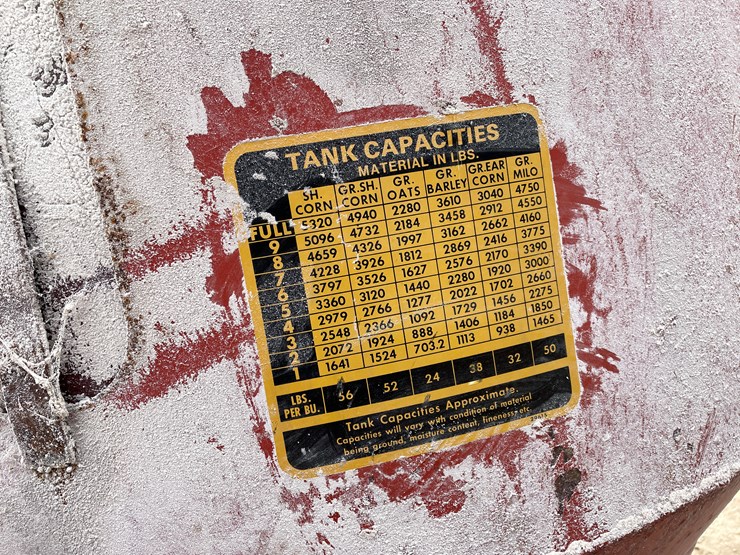 TANK CAPACITIES
MATERIAL IN LBS.
SH. GR.SH. GR. GR. GR.EAR GR.
CORN CORN OATS BARLEY CORN MILO
FULL 5320 4940 2280 3610 3040 4750
9 5096 4732 2184 3458 2912 4550
8 4659 4326 1997 3162 2662 4160
7 4228 3926 1812 2869 2416 3775
6 3797 3526 1627 2576 2170 3390
5 3360 3120 1440 2280 1920 3000
4 2979 2766 1277 2022 1702 2660
3 2548 2366 1092 1729 1456 2275
2 2072 1924 888 1406 1184 1850
1 1641 1524 703.2 1113 938 1465
LBS. PER BU. 56 52 24 38 32 50
Tank Capacities Approximate.
Capacities will vary with condition of material
being ground, moisture content, fineness, etc.